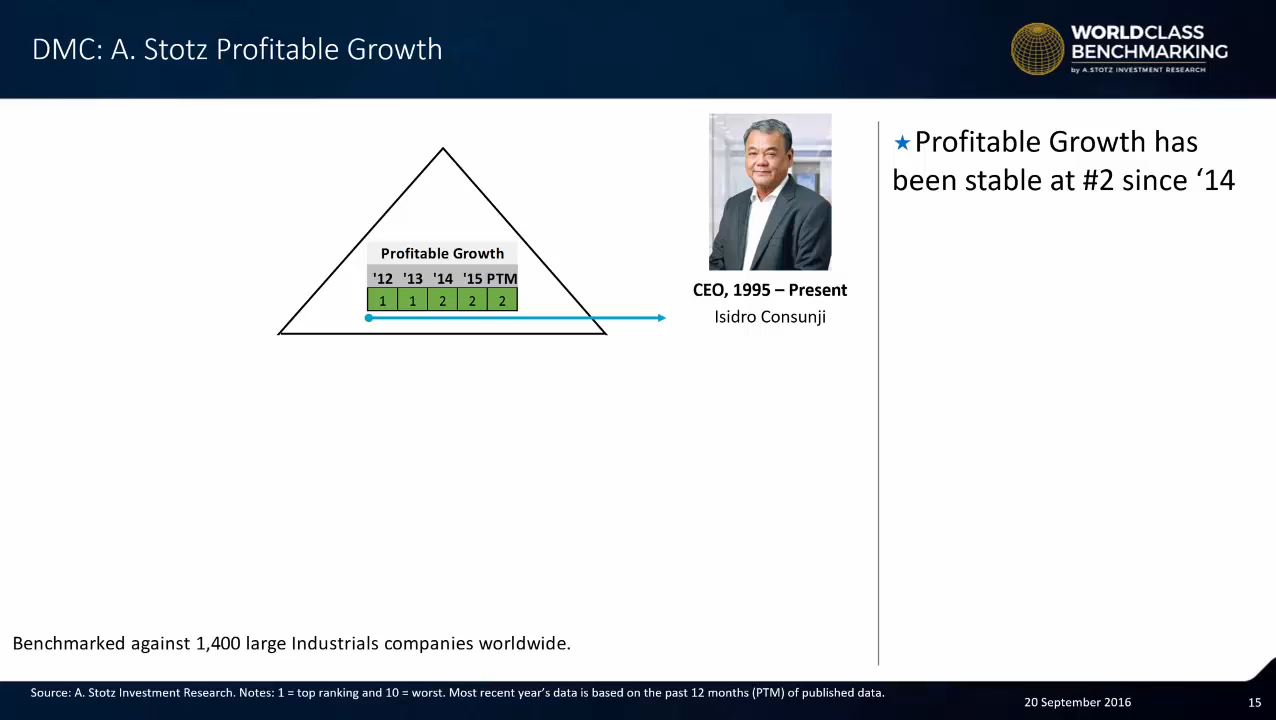 DMC: A. Stotz Profitable Growth
WORLDCLASS
BENCHMARKING
by A.STOTZ INVESTMENT RESEARCH
Profitable Growth
'12 '13 '14 '15 PTM
1 1 2 2 2
CEO, 1995 – Present
Isidro Consunji
★Profitable Growth has
been stable at #2 since ‘14
Benchmarked against 1,400 large Industrials companies worldwide.
Source: A. Stotz Investment Research. Notes: 1 = top ranking and 10 = worst. Most recent year’s data is based on the past 12 months (PTM) of published data.
20 September 2016
15